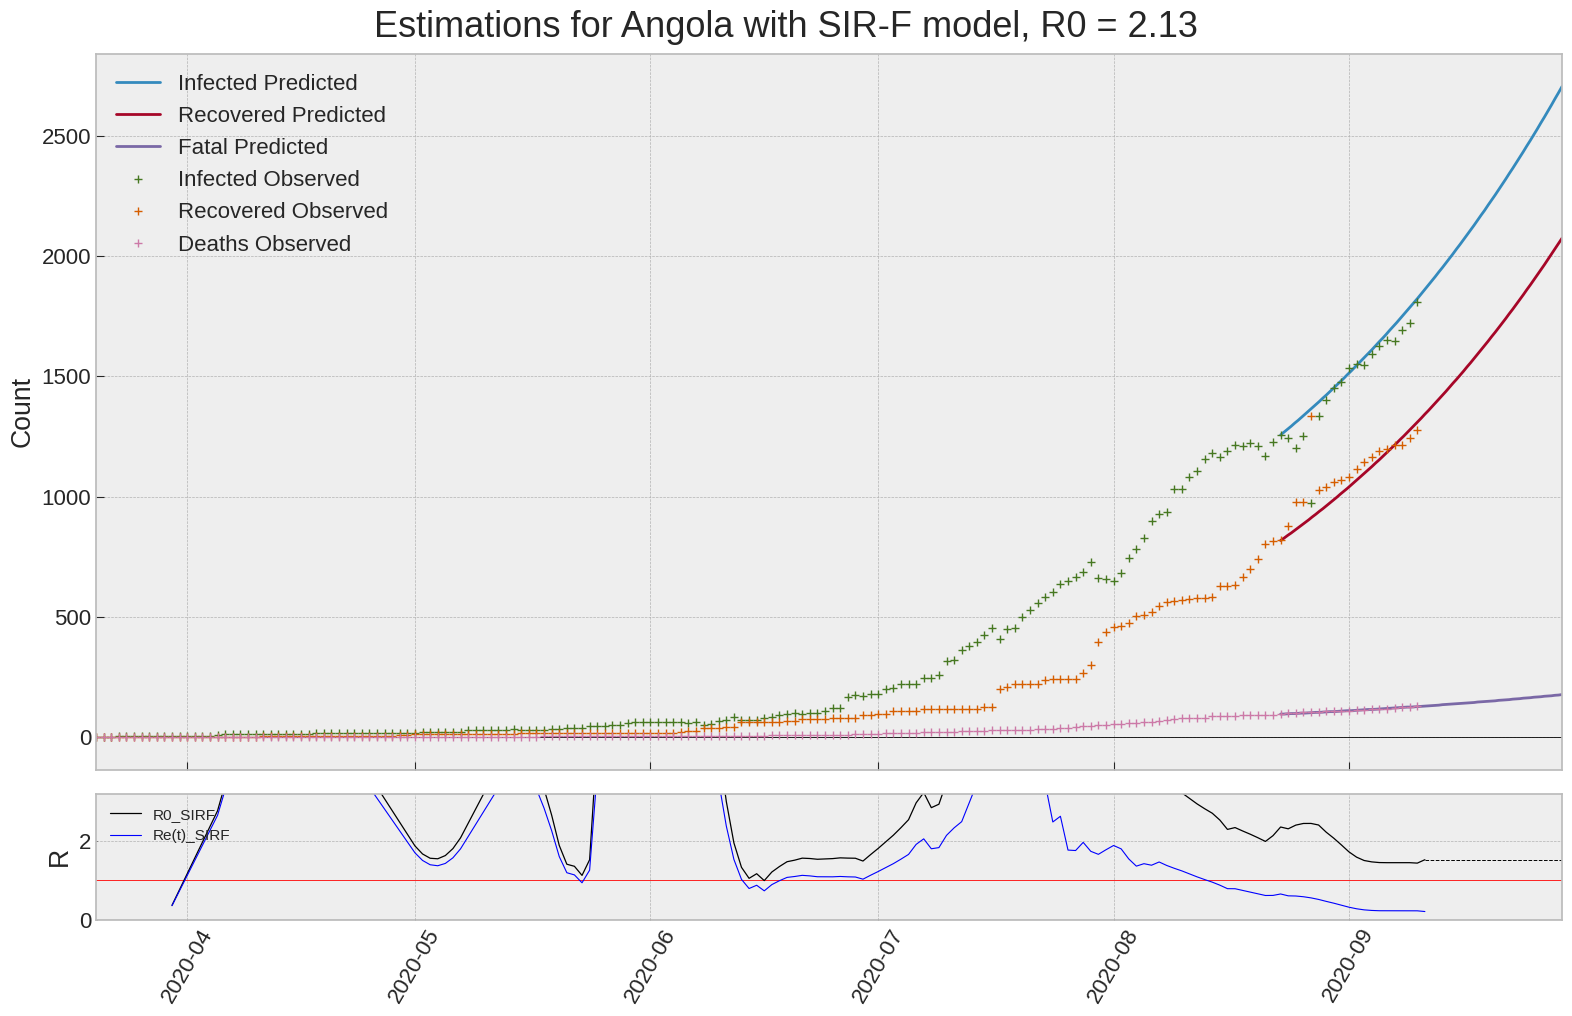 Estimations for Angola with SIR-F model, R0 = 2.13
Infected Predicted
Recovered Predicted
Fatal Predicted
Infected Observed
Recovered Observed
Deaths Observed
2500
2000
1500
1000
500
0
Count
R0_SIRF
Re(t)_SIRF
2
0
R
2020-04
2020-05
2020-06
2020-07
2020-08
2020-09